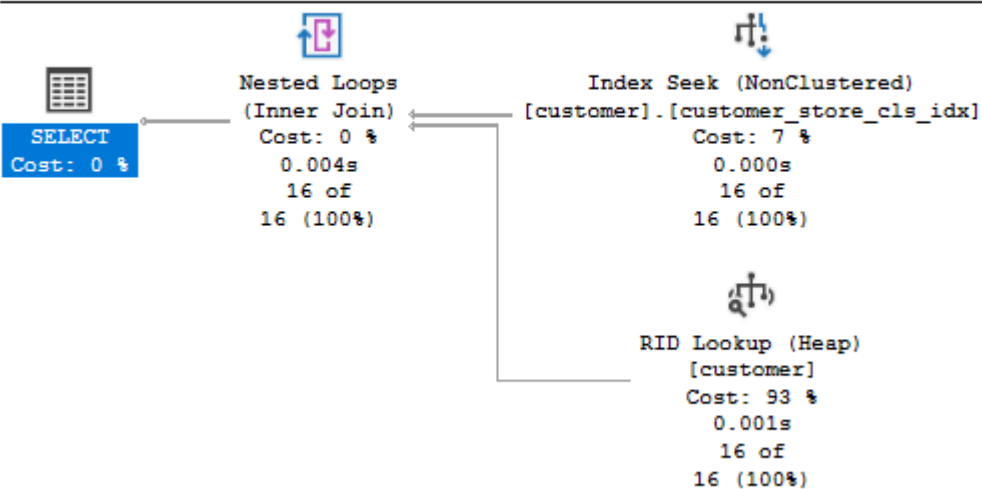 SELECT
Cost: 0 %
Nested Loops
(Inner Join)
Cost: 0 %
0.004s
16 of
16 (100%)
Index Seek (NonClustered)
[customer].[customer_store_cls_idx]
Cost: 7 %
0.000s
16 of
16 (100%)
RID Lookup (Heap)
[customer]
Cost: 93 %
0.001s
16 of
16 (100%)